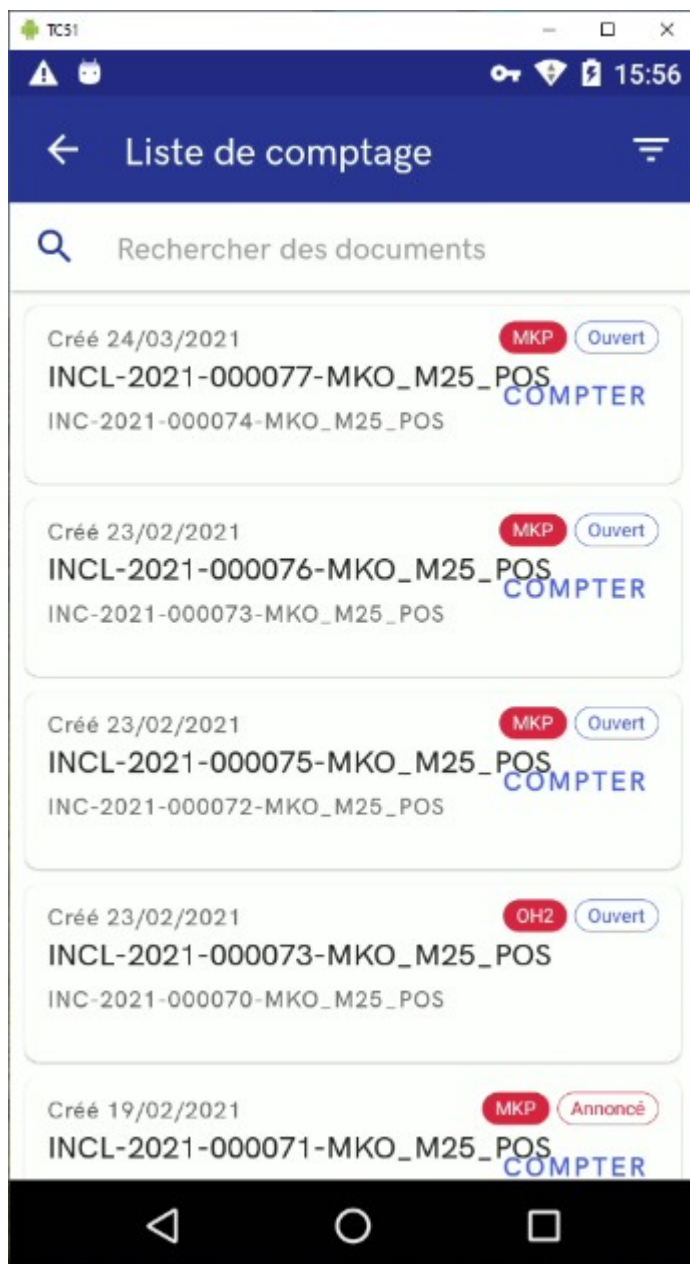 TC51
15:56
Liste de comptage
Rechercher des documents
Créé 24/03/2021 MKP Ouvert
INCL-2021-000077-MKO_M25_POS
COMPTER
INC-2021-000074-MKO_M25_POS
Créé 23/02/2021 MKP Ouvert
INCL-2021-000076-MKO_M25_POS
COMPTER
INC-2021-000073-MKO_M25_POS
Créé 23/02/2021 MKP Ouvert
INCL-2021-000075-MKO_M25_POS
COMPTER
INC-2021-000072-MKO_M25_POS
Créé 23/02/2021 OH2 Ouvert
INCL-2021-000073-MKO_M25_POS
INC-2021-000070-MKO_M25_POS
Créé 19/02/2021 MKP Annoncé
INCL-2021-000071-MKO_M25_POS
COMPTER